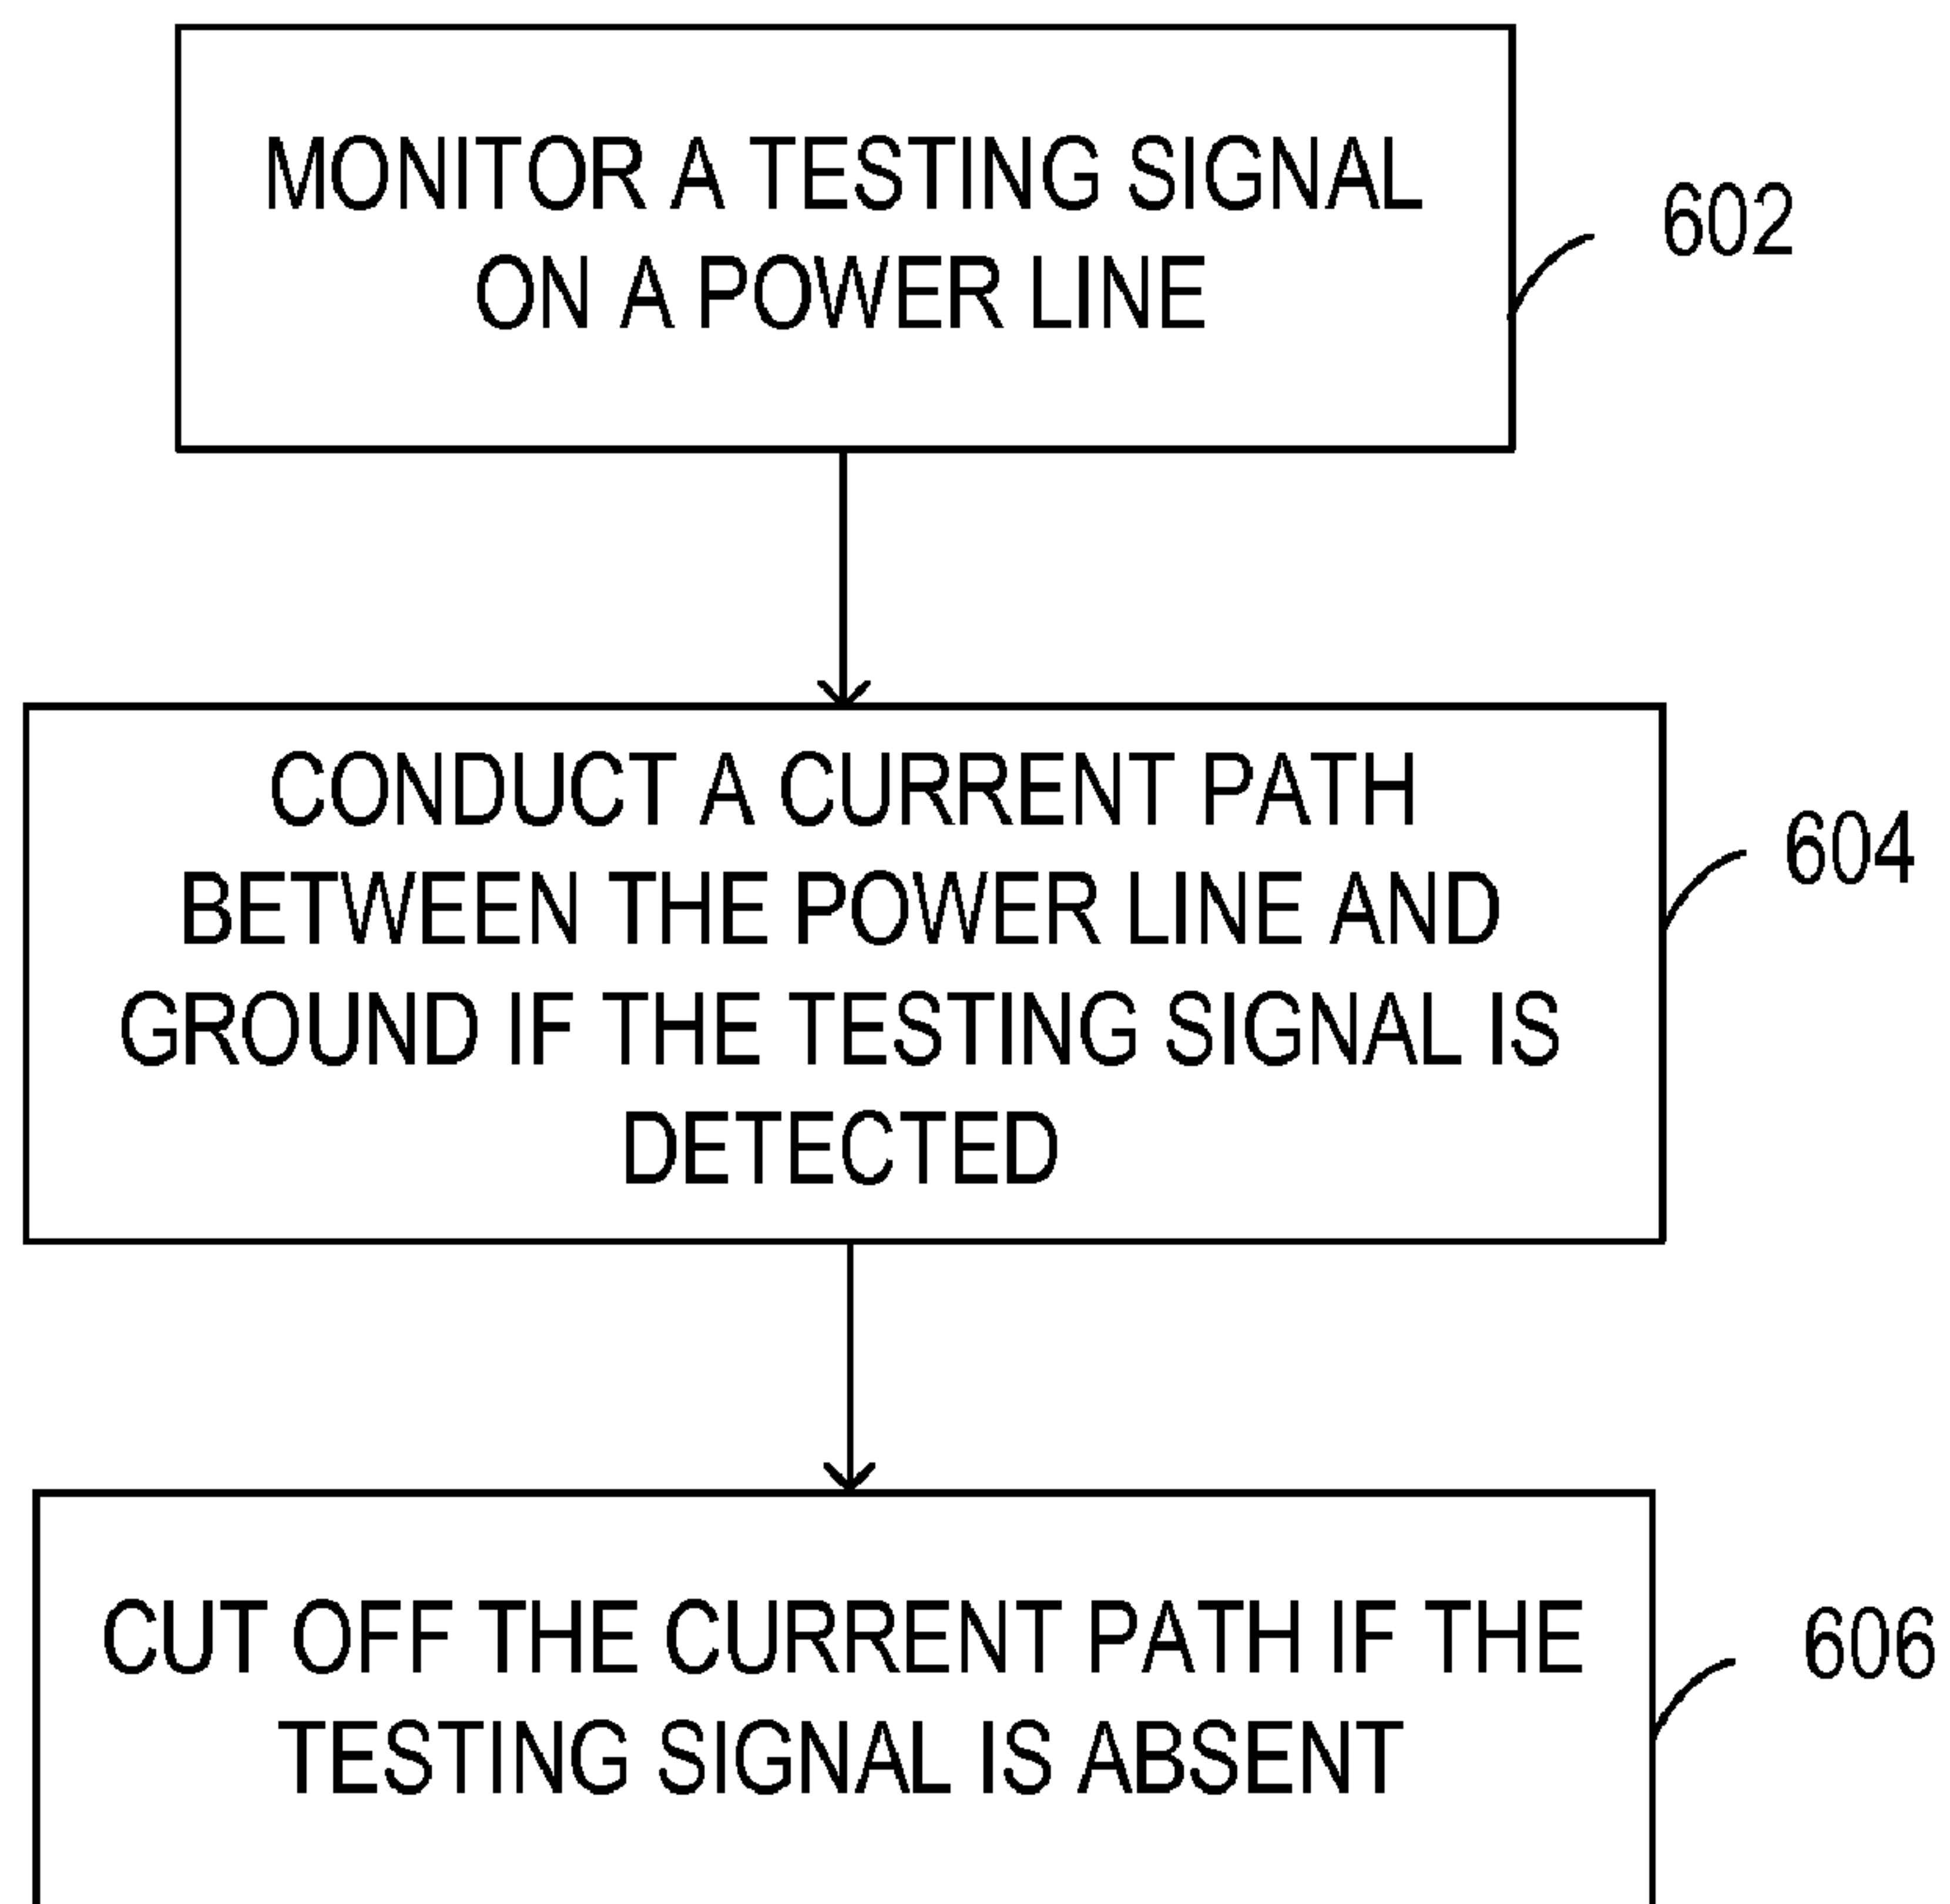 MONITOR A TESTING SIGNAL
ON A POWER LINE
602
CONDUCT A CURRENT PATH
BETWEEN THE POWER LINE AND
GROUND IF THE TESTING SIGNAL IS
DETECTED
604
CUT OFF THE CURRENT PATH IF THE
TESTING SIGNAL IS ABSENT
606